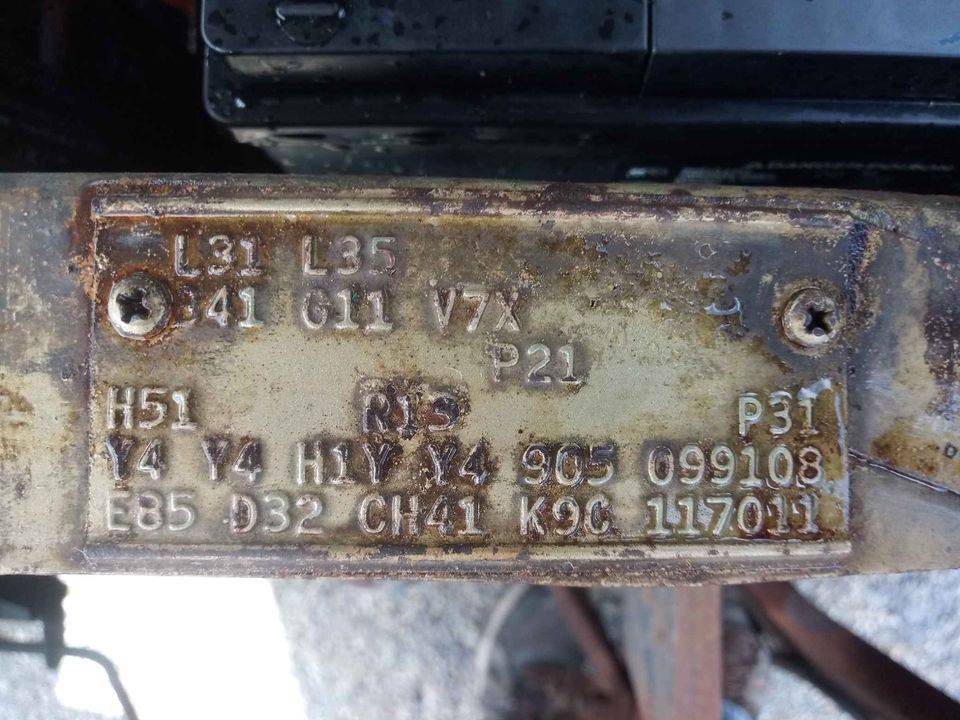 L31 L35
B41 G11 V7X
P21
H51 R13 P31
Y4 Y4 H1Y Y4 905 099108
E85 D32 CH41 K9C 117011